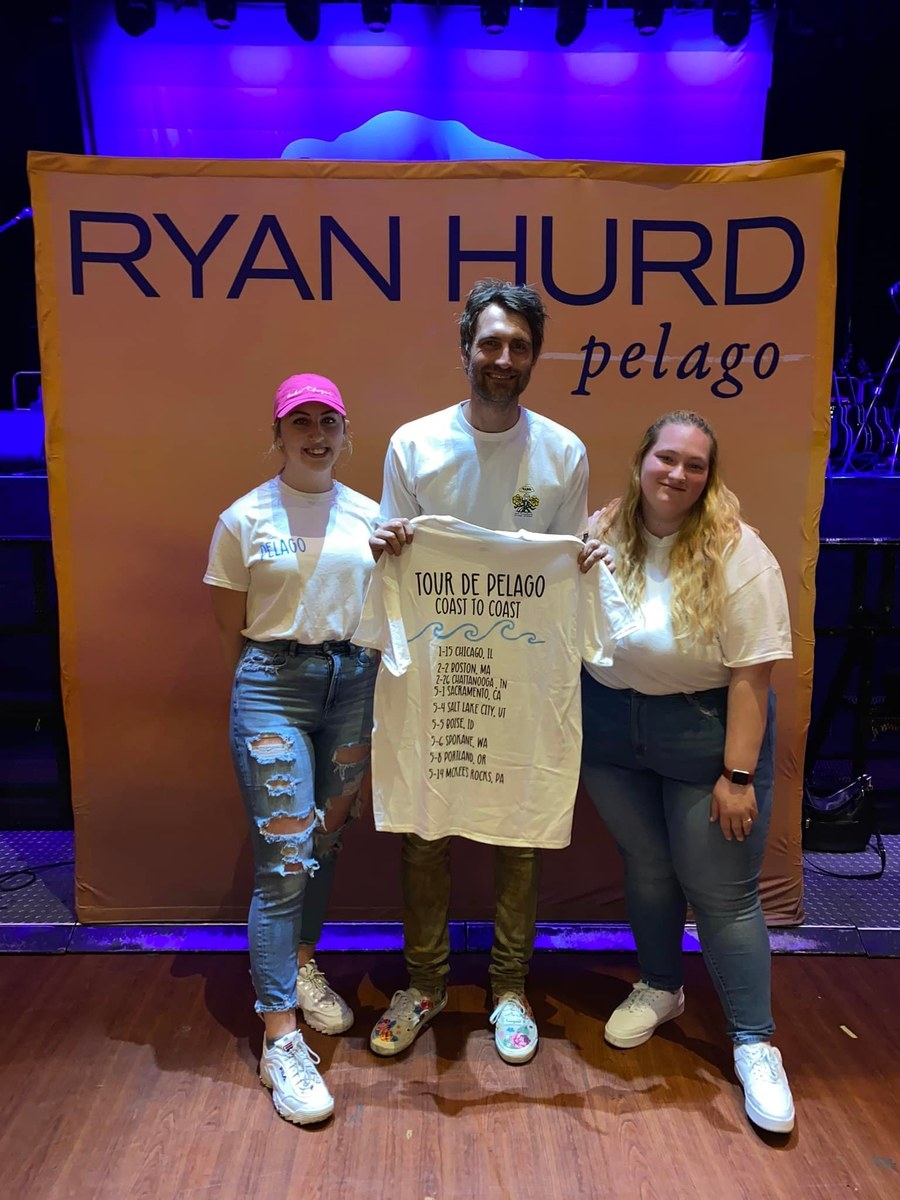 RYAN HURD
pelago
PELAGO
TOUR DE PELAGO
COAST TO COAST
1-15 CHICAGO, IL
2-2 BOSTON, MA
2-26 CHATTANOOGA, TN
5-1 SACRAMENTO, CA
5-4 SALT LAKE CITY, UT
5-5 BOISE, ID
5-6 SPOKANE, WA
5-8 PORTLAND, OR
5-14 MCKEES ROCKS, PA